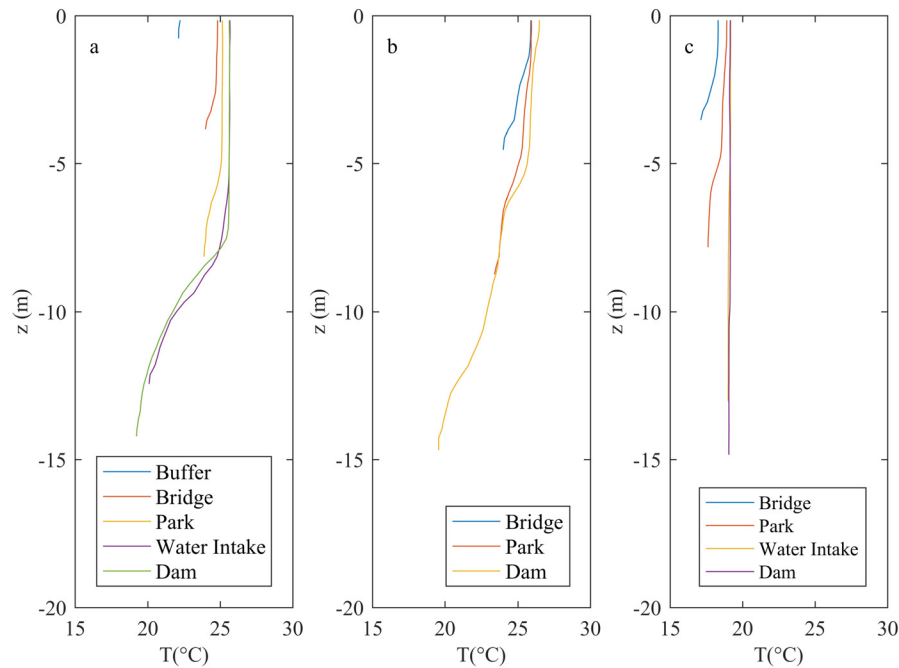 a
0
-5
-10
-15
-20
z (m)
15 20 25 30
T(°C)
Buffer
Bridge
Park
Water Intake
Dam
b
0
-5
-10
-15
-20
z (m)
15 20 25 30
T(°C)
Bridge
Park
Dam
c
0
-5
-10
-15
-20
z (m)
15 20 25 30
T(°C)
Bridge
Park
Water Intake
Dam